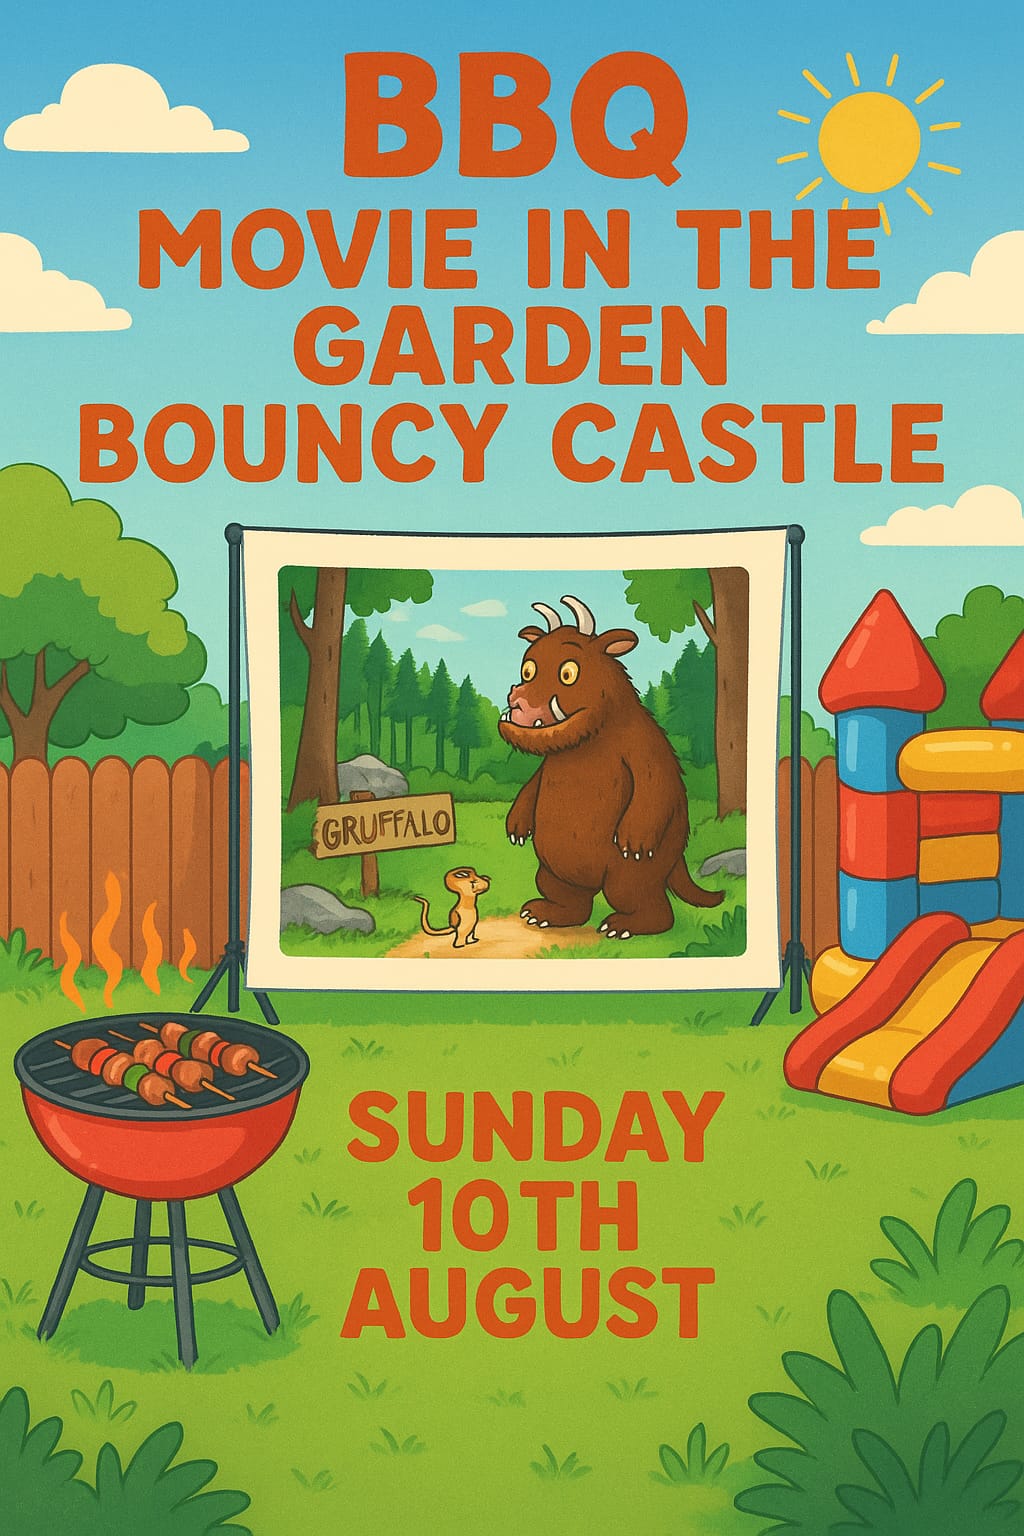 BBQ
MOVIE IN THE
GARDEN
BOUNCY CASTLE
GRUFFALO
SUNDAY
10TH
AUGUST